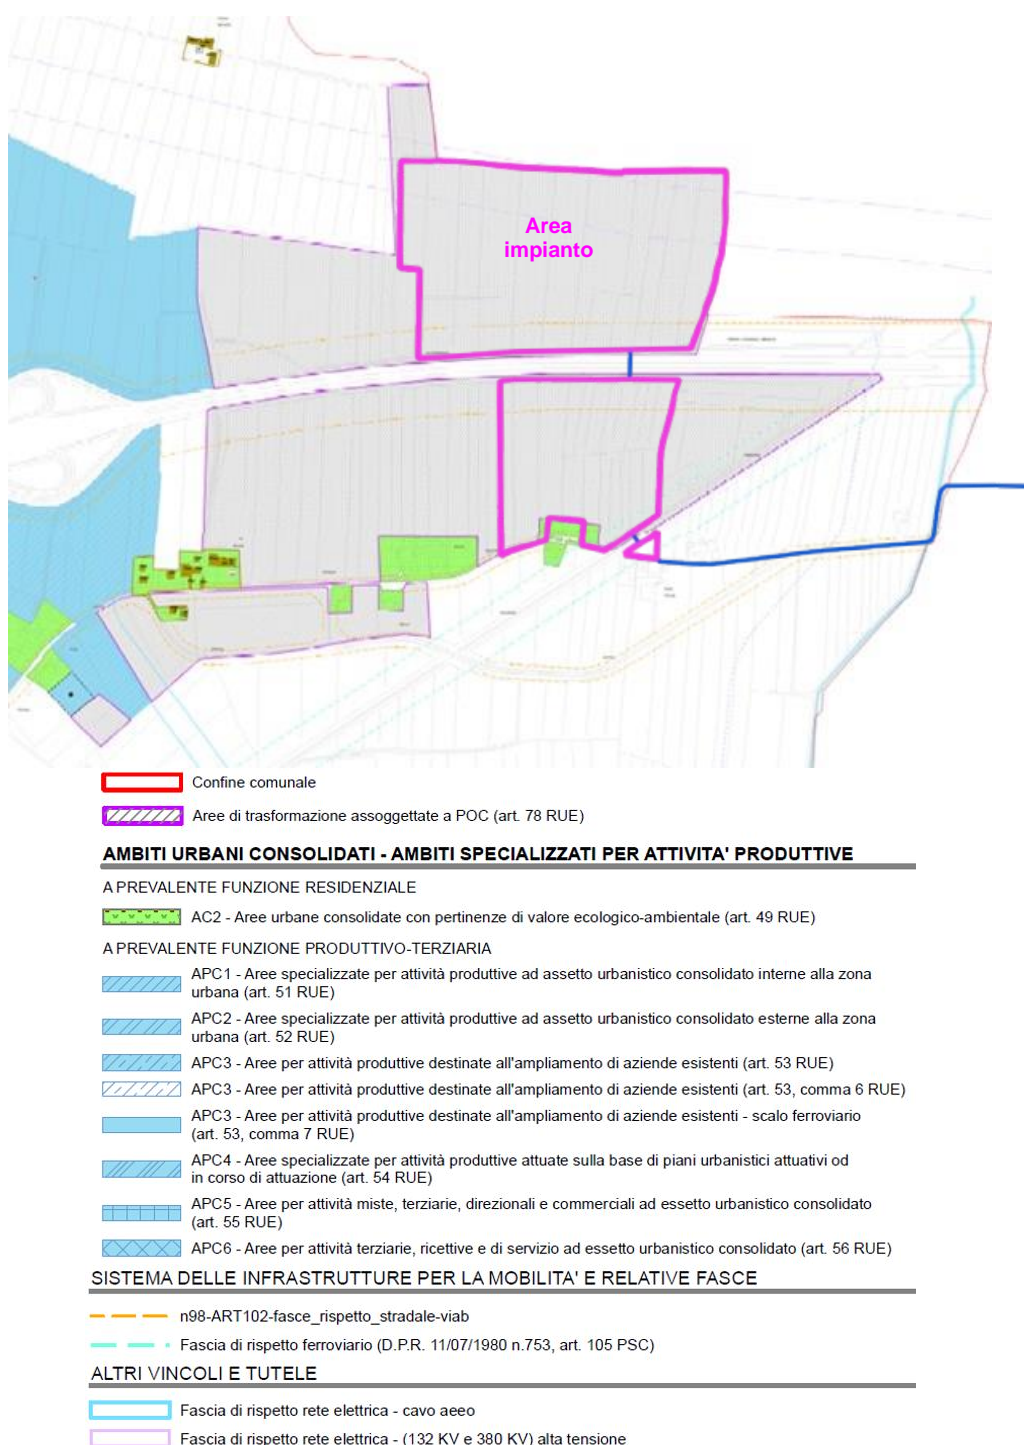 Area
impianto
Confine comunale
Aree di trasformazione assoggettate a POC (art. 78 RUE)
AMBITI URBANI CONSOLIDATI - AMBITI SPECIALIZZATI PER ATTIVITA' PRODUTTIVE
A PREVALENTE FUNZIONE RESIDENZIALE
AC2 - Aree urbane consolidate con pertinenze di valore ecologico-ambientale (art. 49 RUE)
A PREVALENTE FUNZIONE PRODUTTIVO-TERZIARIA
APC1 - Aree specializzate per attività produttive ad assetto urbanistico consolidato interne alla zona
urbana (art. 51 RUE)
APC2 - Aree specializzate per attività produttive ad assetto urbanistico consolidato esterne alla zona
urbana (art. 52 RUE)
APC3 - Aree per attività produttive destinate all'ampliamento di aziende esistenti (art. 53 RUE)
APC3 - Aree per attività produttive destinate all'ampliamento di aziende esistenti (art. 53, comma 6 RUE)
APC3 - Aree per attività produttive destinate all'ampliamento di aziende esistenti - scalo ferroviario
(art. 53, comma 7 RUE)
APC4 - Aree specializzate per attività produttive attuate sulla base di piani urbanistici attuativi od
in corso di attuazione (art. 54 RUE)
APC5 - Aree per attività miste, terziarie, direzionali e commerciali ad essetto urbanistico consolidato
(art. 55 RUE)
APC6 - Aree per attività terziarie, ricettive e di servizio ad essetto urbanistico consolidato (art. 56 RUE)
SISTEMA DELLE INFRASTRUTTURE PER LA MOBILITA' E RELATIVE FASCE
n98-ART102-fasce_rispetto_stradale-viab
Fascia di rispetto ferroviario (D.P.R. 11/07/1980 n.753, art. 105 PSC)
ALTRI VINCOLI E TUTELE
Fascia di rispetto rete elettrica - cavo aeeo
Fascia di rispetto rete elettrica - (132 KV e 380 KV) alta tensione